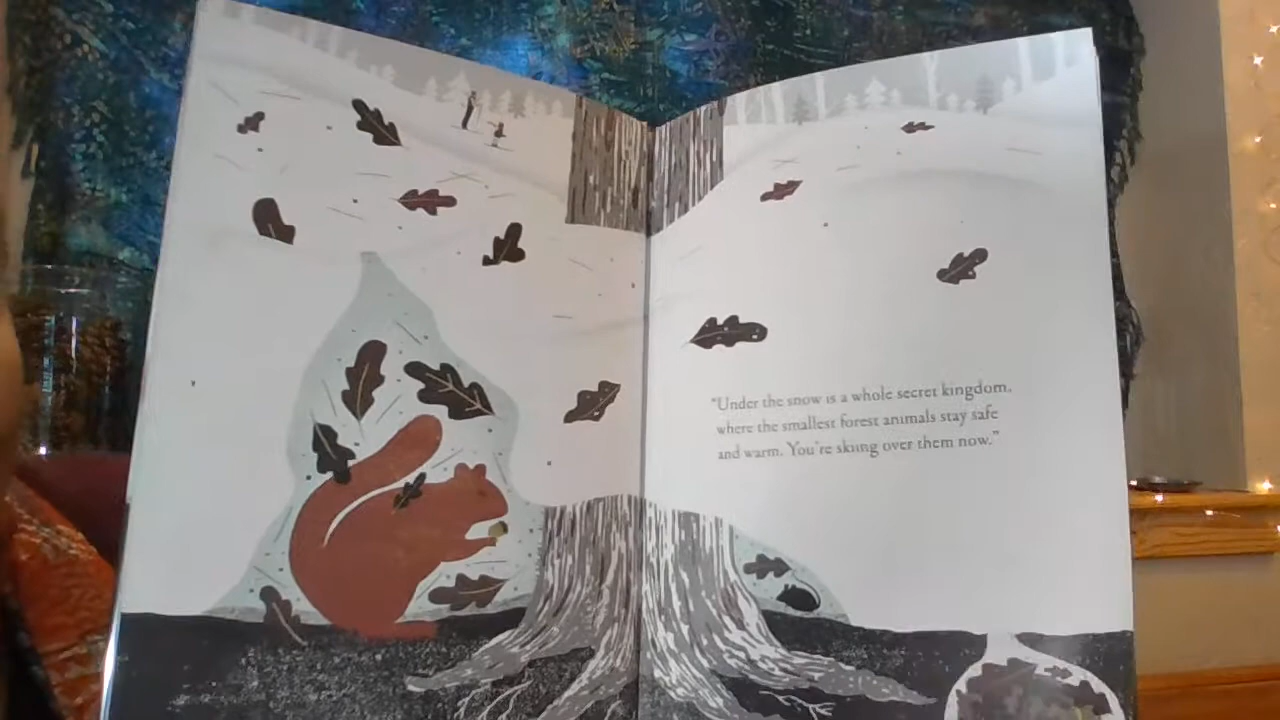 "Under the snow is a whole secret kingdom,
where the smallest forest animals stay safe
and warm. You're skiing over them now."